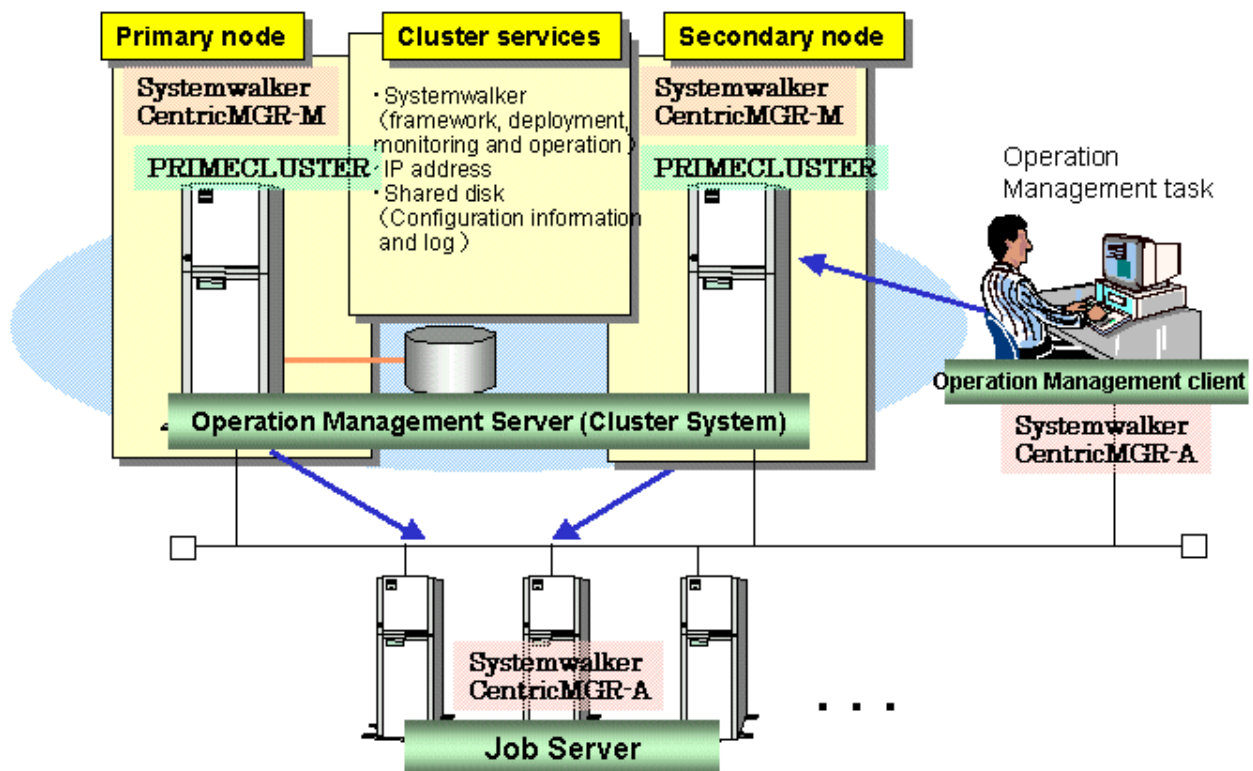 Primary node
Cluster services
Secondary node
Systemwalker
CentricMGR-M
PRIMECLUSTER
・Systemwalker
(framework, deployment,
monitoring and operation)
・IP address
・Shared disk
(Configuration information
and log)
Systemwalker
CentricMGR-M
PRIMECLUSTER
Operation
Management task
Operation Management client
Systemwalker
CentricMGR-A
Operation Management Server (Cluster System)
Systemwalker
CentricMGR-A
. . .
Job Server